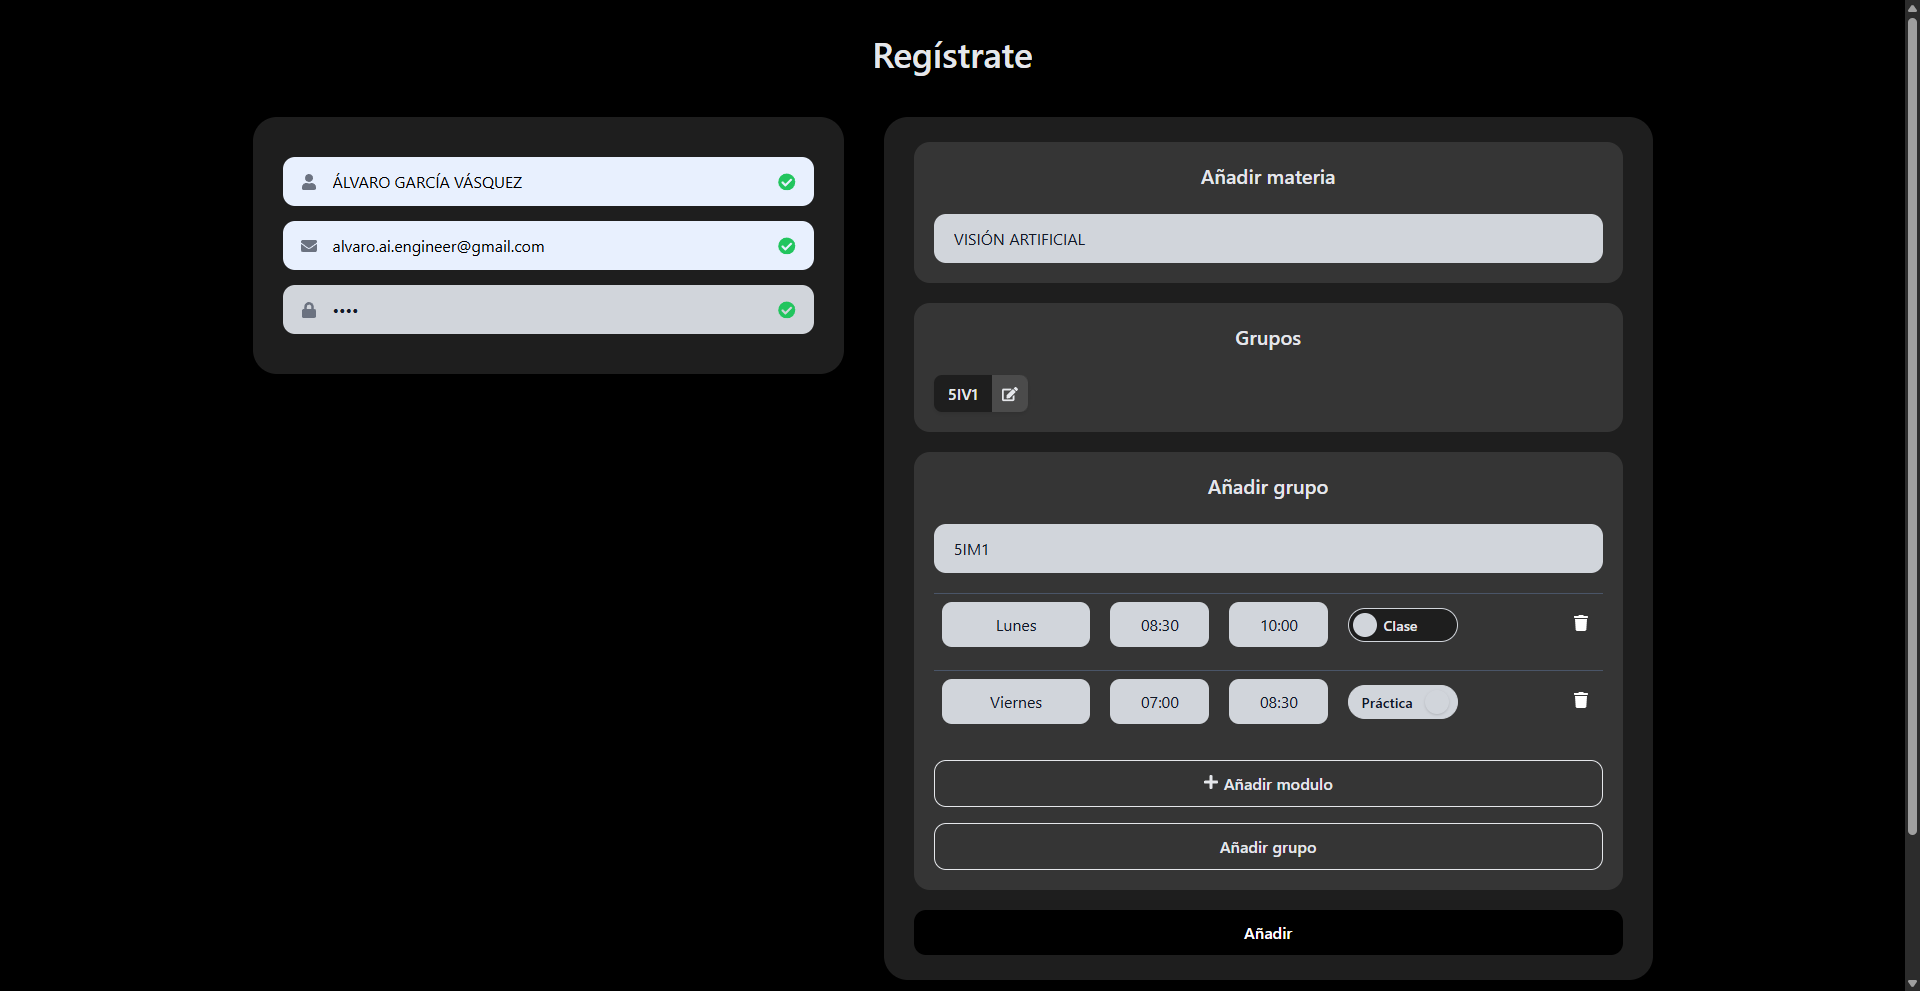 Regístrate
ÁLVARO GARCÍA VÁSQUEZ
alvaro.ai.engineer@gmail.com
••••
Añadir materia
VISIÓN ARTIFICIAL
Grupos
5IV1
Añadir grupo
5IM1
Lunes 08:30 10:00 Clase
Viernes 07:00 08:30 Práctica
+ Añadir modulo
Añadir grupo
Añadir